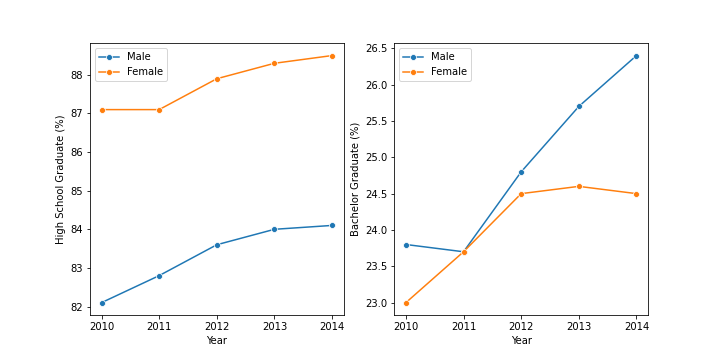 High School Graduate (%)
88
87
86
85
84
83
82
Male
Female
2010 2011 2012 2013 2014
Year
Bachelor Graduate (%)
26.5
26.0
25.5
25.0
24.5
24.0
23.5
23.0
Male
Female
2010 2011 2012 2013 2014
Year